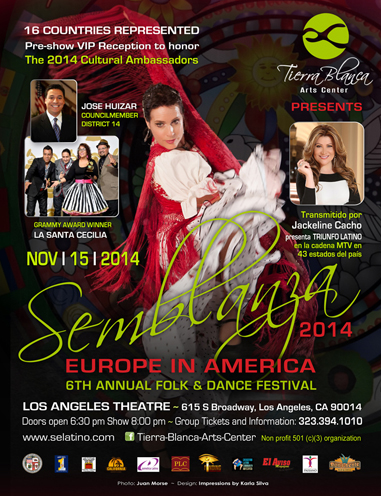 16 COUNTRIES REPRESENTED
Pre-show VIP Reception to honor
The 2014 Cultural Ambassadors
Tierra Blanca
Arts Center
PRESENTS
JOSE HUIZAR
COUNCILMEMBER
DISTRICT 14
GRAMMY AWARD WINNER
LA SANTA CECILIA
Transmitido por
Jackeline Cacho
presenta TRIUNFO LATINO
en la cadena MTV en
43 estados del país
NOV | 15 | 2014
Semblanza
2014
EUROPE IN AMERICA
6TH ANNUAL FOLK & DANCE FESTIVAL
LOS ANGELES THEATRE ~ 615 S Broadway, Los Angeles, CA 90014
Doors open 6:30 pm Show 8:00 pm ~ Group Tickets and Information: 323.394.1010
www.selatino.com f Tierra-Blanca-Arts-Center Non profit 501 (c)(3) organization
PLC
El Aviso
Photo: Juan Morse ~ Design: Impressions by Karla Silva